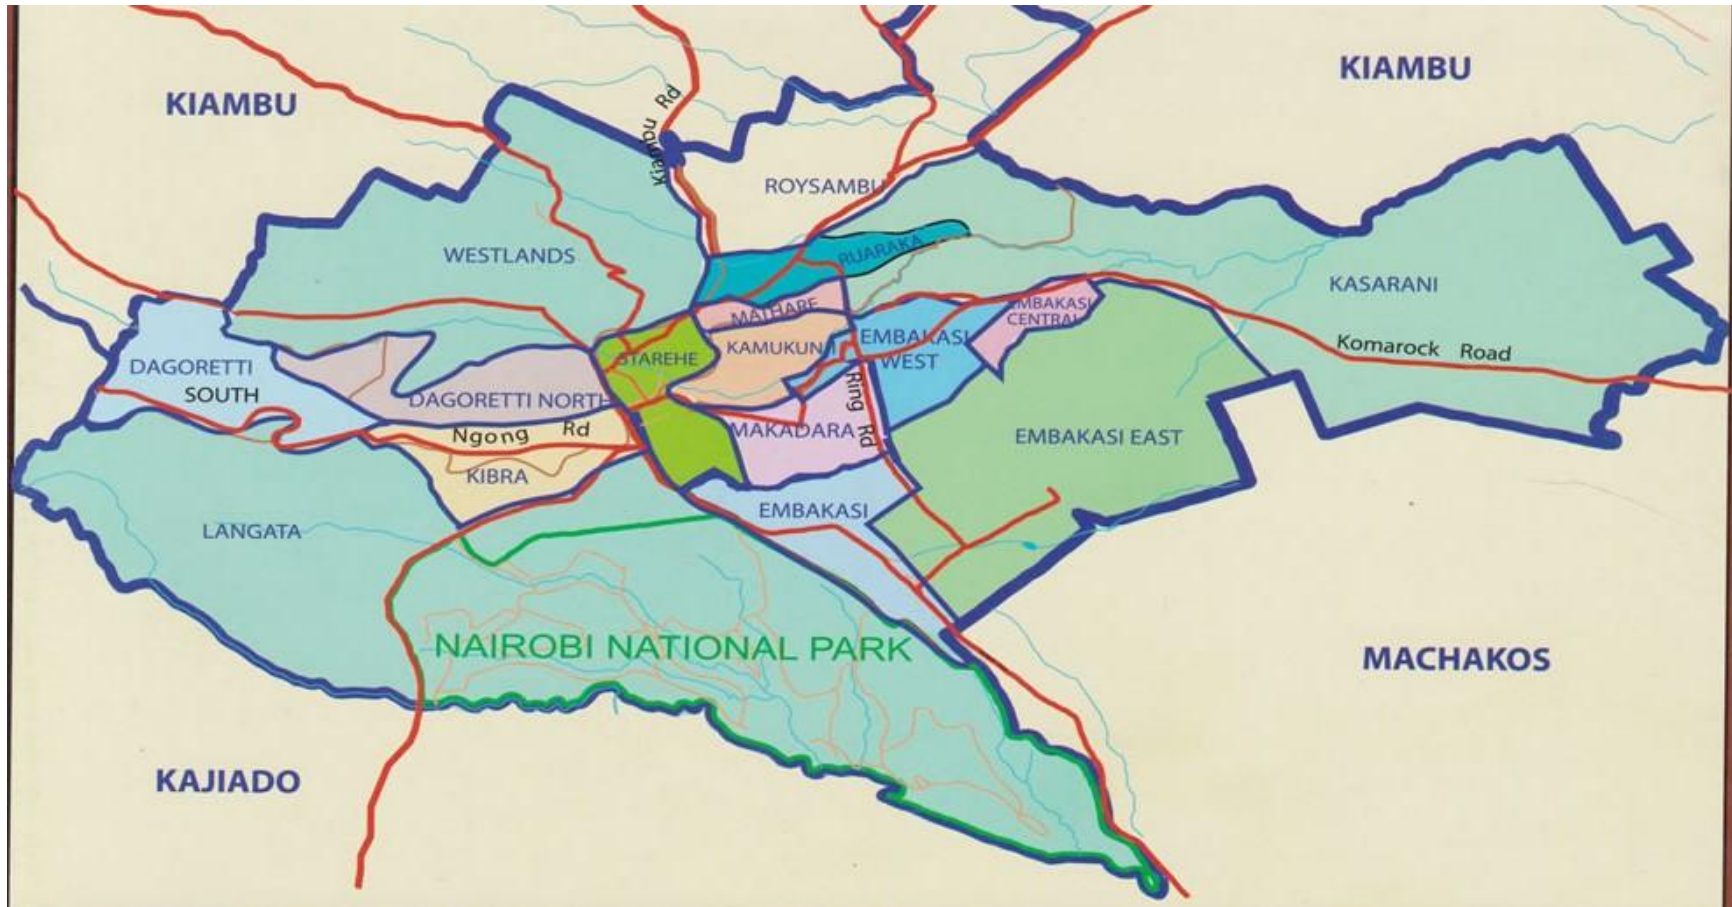 KIAMBU
KIAMBU
Kiambu Rd
ROYSAMBU
WESTLANDS
RUARAKA
KASARANI
MATHARE
EMBAKASI
CENTRAL
EMBAKASI
WEST
KAMUKUNJI
STAREHE
Komarock Road
DAGORETTI
SOUTH
DAGORETTI NORTH
Ring Rd
MAKADARA
Ngong Rd
EMBAKASI EAST
KIBRA
EMBAKASI
LANGATA
NAIROBI NATIONAL PARK
MACHAKOS
KAJIADO